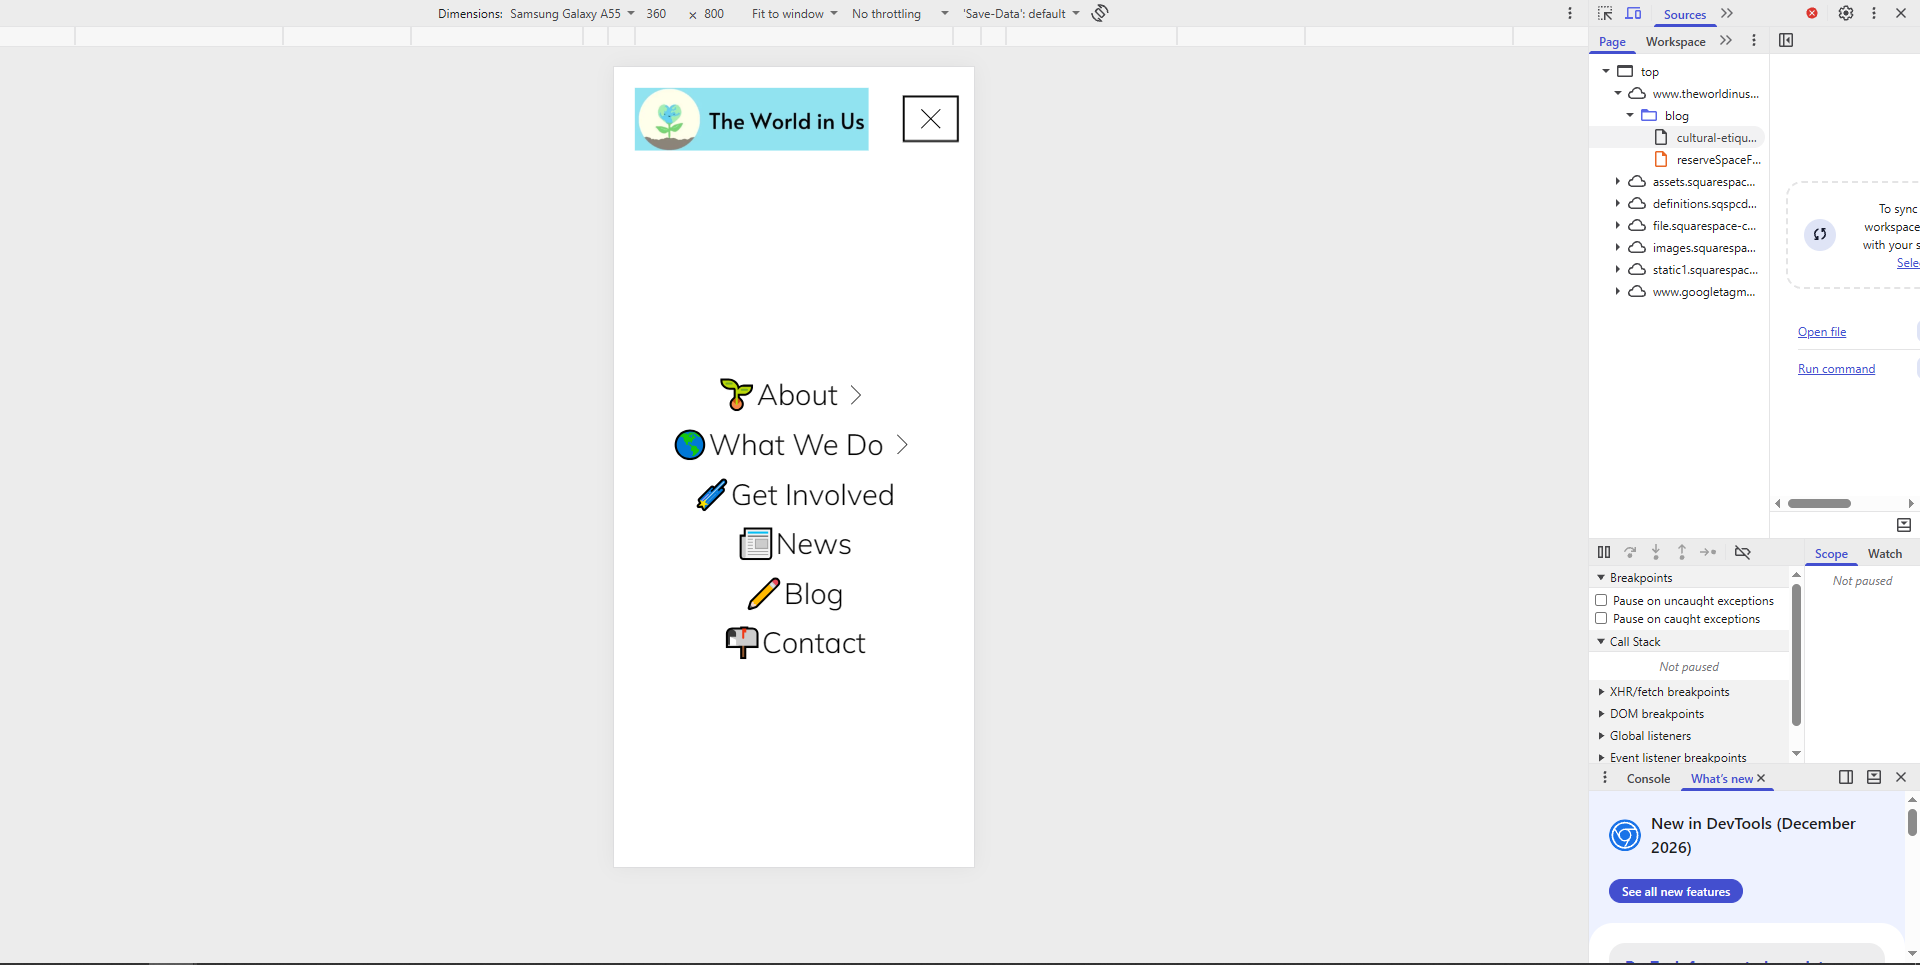 Dimensions: Samsung Galaxy A55 360 × 800 Fit to window No throttling 'Save-Data': default
Sources
Page Workspace
top
www.theworldinus...
blog
cultural-etiqu...
reserveSpaceF...
assets.squarespac...
definitions.sqspcd...
file.squarespace-c...
images.squarespa...
static1.squarespac...
www.googletagm...
To sync
workspace
with your s
Sele
Open file
Run command
The World in Us
About
What We Do
Get Involved
News
Blog
Contact
Scope Watch
Not paused
Breakpoints
Pause on uncaught exceptions
Pause on caught exceptions
Call Stack
Not paused
XHR/fetch breakpoints
DOM breakpoints
Global listeners
Event listener breakpoints
Console What's new
New in DevTools (December
2026)
See all new features